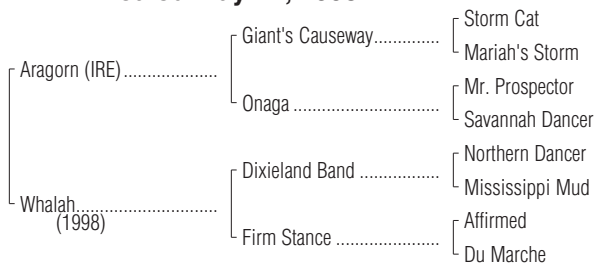 Storm Cat
Giant's Causeway..............
Mariah's Storm
Aragorn (IRE)....................
Mr. Prospector
Onaga ...............................
Savannah Dancer
Northern Dancer
Dixieland Band .................
Mississippi Mud
Whalah..............................
(1998)
Affirmed
Firm Stance ......................
Du Marche